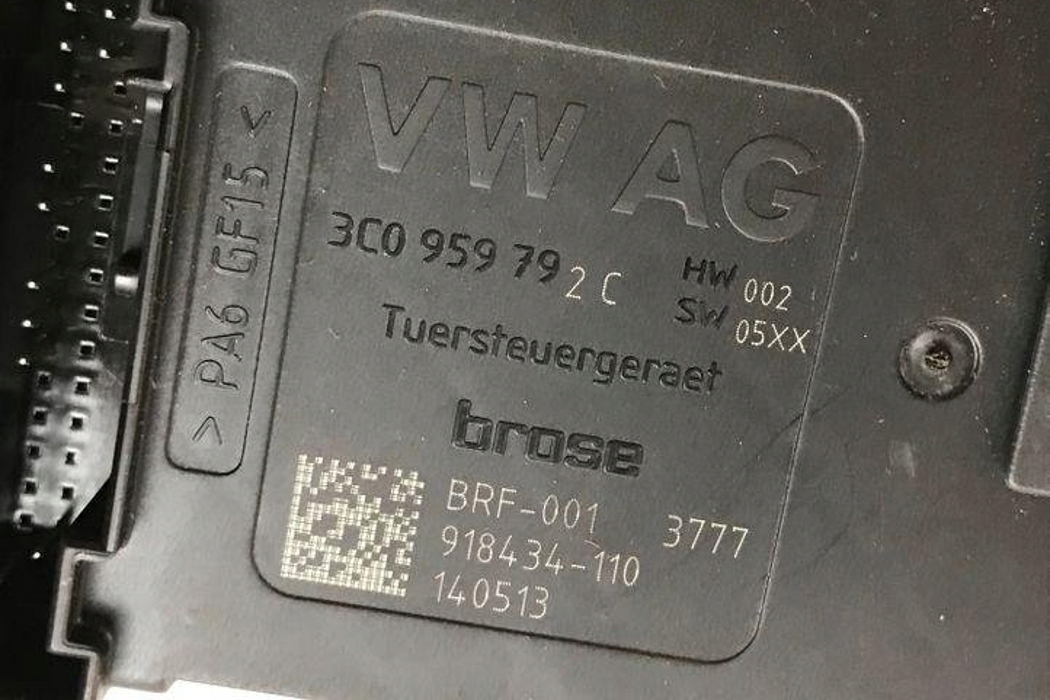 VW AG
3C0 959 792 C
HW 002
SW 05XX
Tuersteuergeraet
brose
BRF-001 3777
918434-110
140513
> PA6 GF15 <